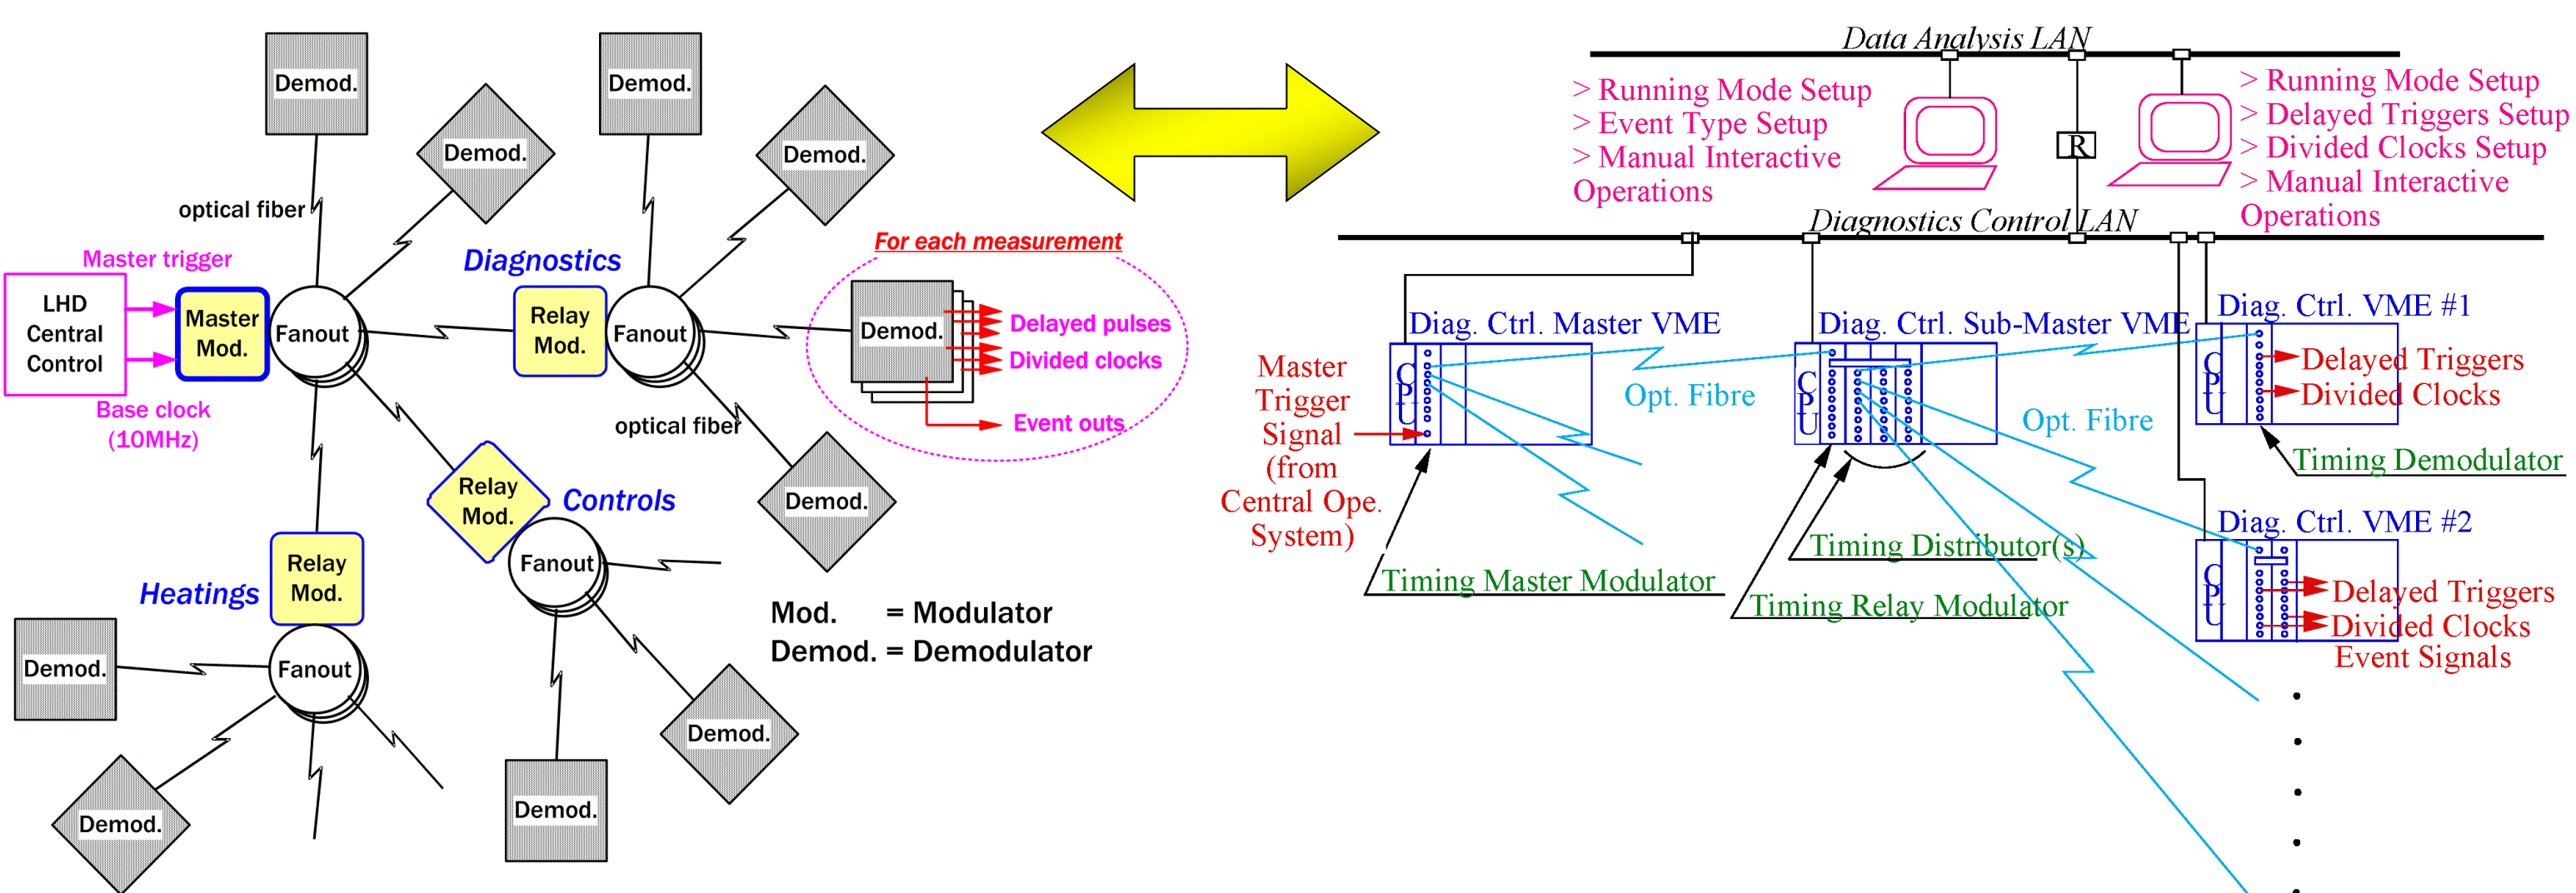 Demod.
Demod.
Demod.
Demod.
optical fiber
Master trigger
LHD
Central
Control
Base clock
(10MHz)
Master
Mod.
Fanout
Diagnostics
Relay
Mod.
Fanout
For each measurement
Demod.
Delayed pulses
Divided clocks
Event outs
optical fiber
Demod.
Relay
Mod.
Controls
Fanout
Heatings
Relay
Mod.
Fanout
Demod.
Demod.
Demod.
Demod.
Mod. = Modulator
Demod. = Demodulator
Data Analysis LAN
> Running Mode Setup
> Event Type Setup
> Manual Interactive
Operations
R
> Running Mode Setup
> Delayed Triggers Setup
> Divided Clocks Setup
> Manual Interactive
Operations
Diagnostics Control LAN
Diag. Ctrl. Master VME
CPU
Master
Trigger
Signal
(from
Central Ope.
System)
Timing Master Modulator
Opt. Fibre
Diag. Ctrl. Sub-Master VME
CPU
Timing Distributor(s)
Timing Relay Modulator
Opt. Fibre
Diag. Ctrl. VME #1
CPU
Delayed Triggers
Divided Clocks
Timing Demodulator
Diag. Ctrl. VME #2
CPU
Delayed Triggers
Divided Clocks
Event Signals